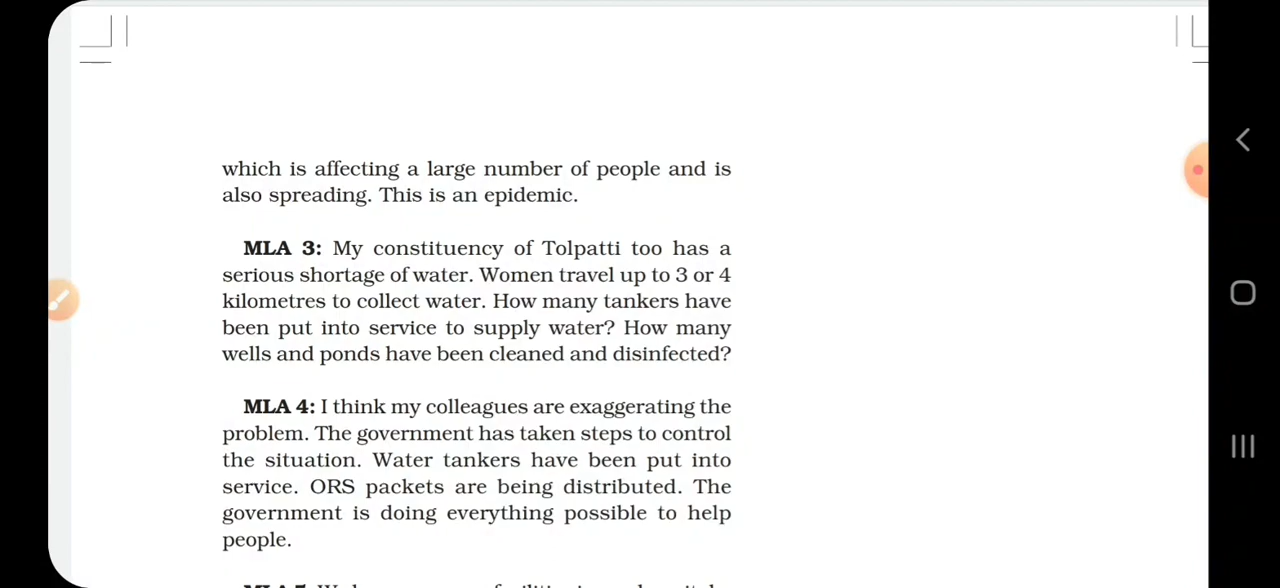 which is affecting a large number of people and is
also spreading. This is an epidemic.
MLA 3: My constituency of Tolpatti too has a
serious shortage of water. Women travel up to 3 or 4
kilometres to collect water. How many tankers have
been put into service to supply water? How many
wells and ponds have been cleaned and disinfected?
MLA 4: I think my colleagues are exaggerating the
problem. The government has taken steps to control
the situation. Water tankers have been put into
service. ORS packets are being distributed. The
government is doing everything possible to help
people.